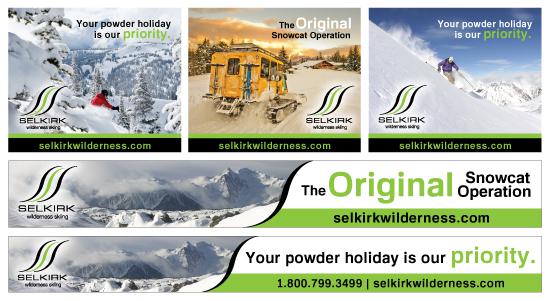 Your powder holiday
is our priority.
SELKIRK
wilderness skiing
selkirkwilderness.com
The Original
Snowcat Operation
SELKIRK
wilderness skiing
selkirkwilderness.com
Your powder holiday
is our priority.
SELKIRK
wilderness skiing
selkirkwilderness.com
SELKIRK
wilderness skiing
The Original Snowcat
Operation
selkirkwilderness.com
SELKIRK
wilderness skiing
Your powder holiday is our priority.
1.800.799.3499 | selkirkwilderness.com